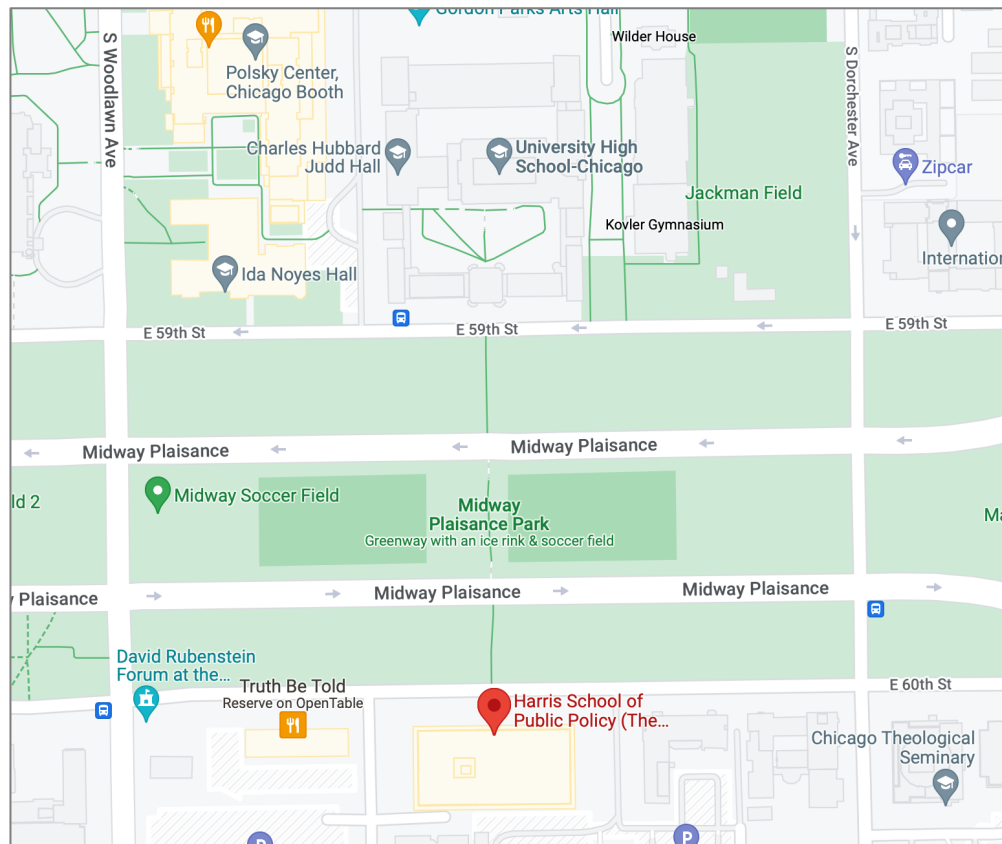 Gordon Parks Arts Hall
Wilder House
S Woodlawn Ave
Polsky Center,
Chicago Booth
S Dorchester Ave
Charles Hubbard
Judd Hall
University High
School-Chicago
Zipcar
Jackman Field
Kovler Gymnasium
Internatio
Ida Noyes Hall
E 59th St
E 59th St
E 59th St
Midway Plaisance
Midway Plaisance
Midway Soccer Field
ld 2
Midway
Plaisance Park
Greenway with an ice rink & soccer field
Ma
y Plaisance
Midway Plaisance
Midway Plaisance
David Rubenstein
Forum at the...
Truth Be Told
Reserve on OpenTable
E 60th St
Harris School of
Public Policy (The...
Chicago Theological
Seminary
P
P